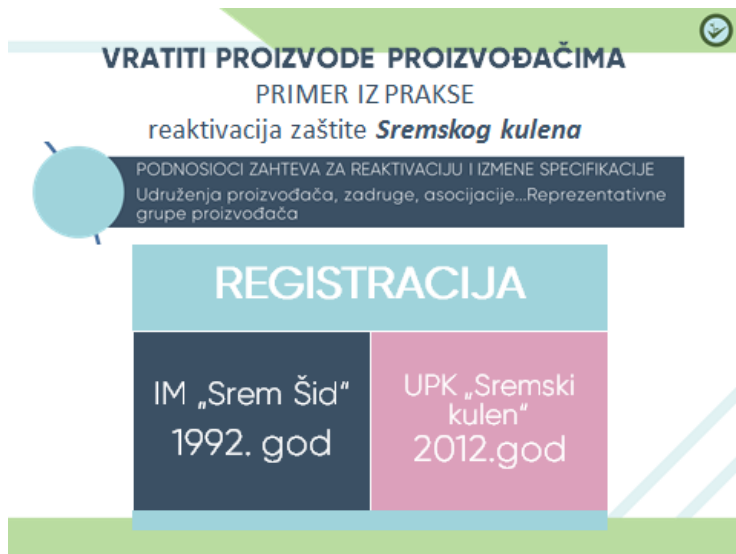 VRATITI PROIZVODE PROIZVOĐAČIMA
PRIMER IZ PRAKSE
reaktivacija zaštite Sremskog kulena
PODNOSIOCI ZAHTEVA ZA REAKTIVACIJU I IZMENE SPECIFIKACIJE
Udruženja proizvođača, zadruge, asocijacije...Reprezentativne
grupe proizvođača
REGISTRACIJA
IM „Srem Šid“
1992. god
UPK „Sremski
kulen“
2012.god